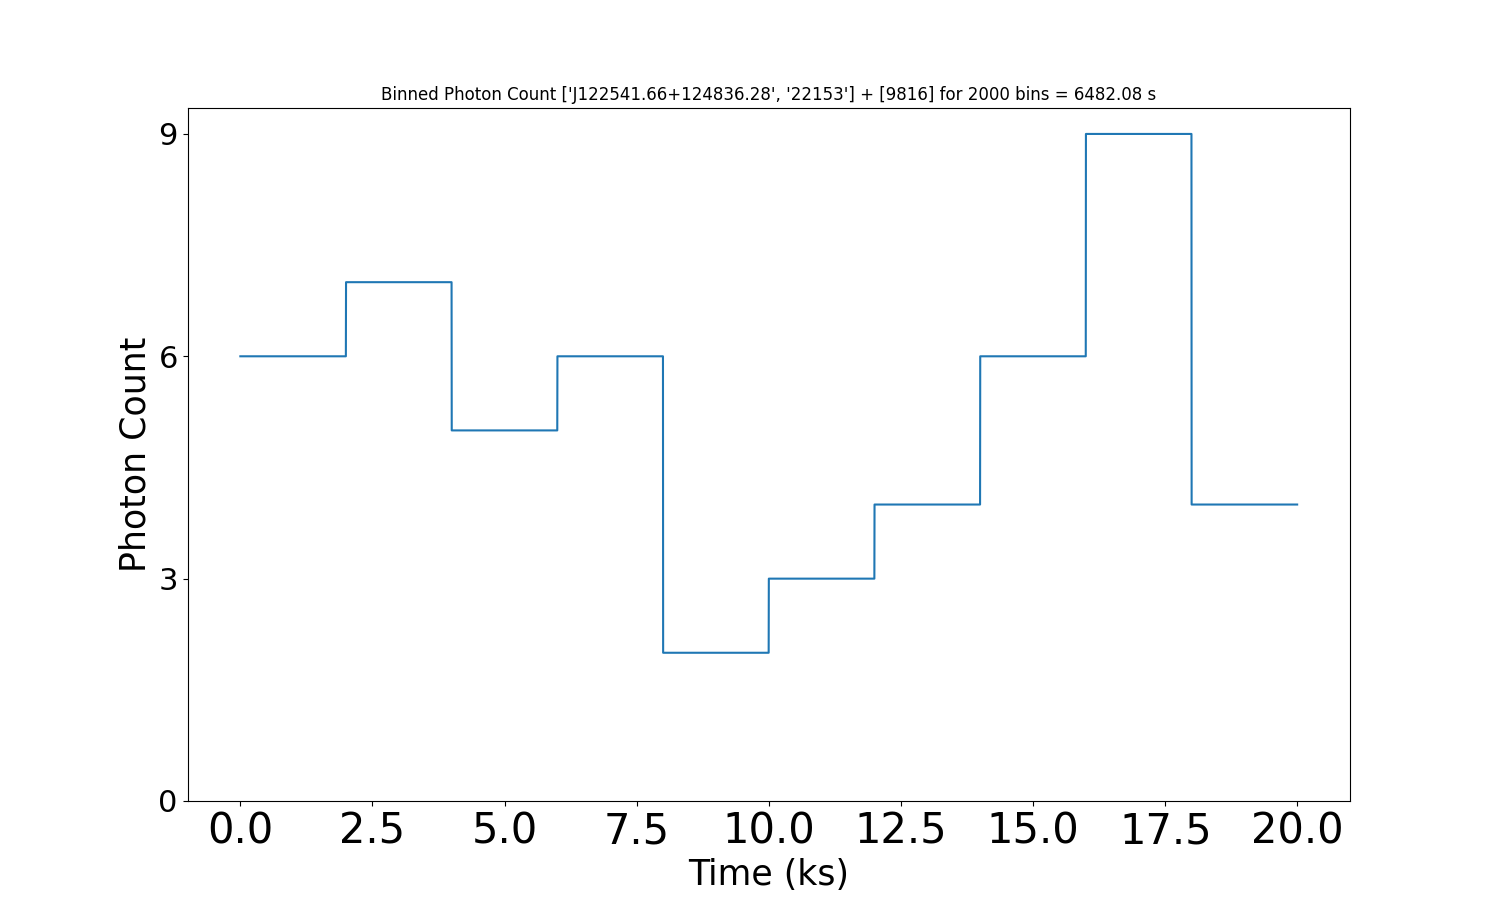 Binned Photon Count ['J122541.66+124836.28', '22153'] + [9816] for 2000 bins = 6482.08 s
9
6
3
0
Photon Count
0.0 2.5 5.0 7.5 10.0 12.5 15.0 17.5 20.0
Time (ks)